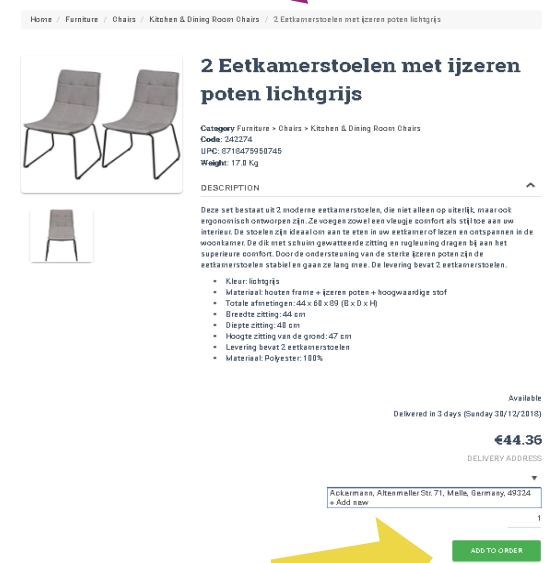 Home / Furniture / Chairs / Kitchen & Dining Room Chairs / 2 Eetkamerstoelen met ijzeren poten lichtgrijs
2 Eetkamerstoelen met ijzeren
poten lichtgrijs
Category Furniture > Chairs > Kitchen & Dining Room Chairs
Code: 242274
UPC: 8718475950745
Weight: 17.0 Kg
DESCRIPTION
Deze set bestaat uit 2 moderne eetkamerstoelen, die niet alleen op uiterlijk, maar ook
ergonomisch ontworpen zijn. Ze voegen zowel een vleugje comfort als stijl toe aan uw
interieur. De stoelen zijn ideaal om aan te eten in uw eetkamer of lezen en ontspannen in de
woonkamer. De dik met schuim gewatteerde zitting en rugleuning dragen bij aan het
superieure comfort. Door de ondersteuning van de sterke ijzeren poten zijn de
eetkamerstoelen stabiel en gaan ze lang mee. De levering bevat 2 eetkamerstoelen.
• Kleur: lichtgrijs
• Materiaal: houten frame + ijzeren poten + hoogwaardige stof
• Totale afmetingen: 44 x 60 x 89 (B x D x H)
• Breedte zitting: 44 cm
• Diepte zitting: 40 cm
• Hoogte zitting van de grond: 47 cm
• Levering bevat 2 eetkamerstoelen
• Materiaal: Polyester: 100%
Available
Delivered in 3 days (Sunday 30/12/2018)
€44.36
DELIVERY ADDRESS
Ackermann, Altenmeller Str. 71, Melle, Germany, 49324
+ Add new
1
ADD TO ORDER